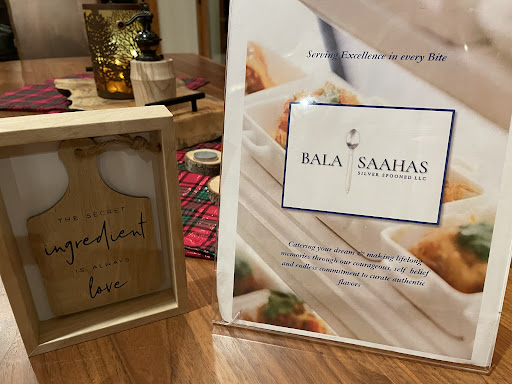 THE SECRET
ingredient
IS ALWAYS
love
Serving Excellence in every Bite
BALA SAAHAS
SILVER SPOONED LLC
Catering your dream & making lifelong
memories through our courageous, self belief
and endless commitment to curate authentic
flavors